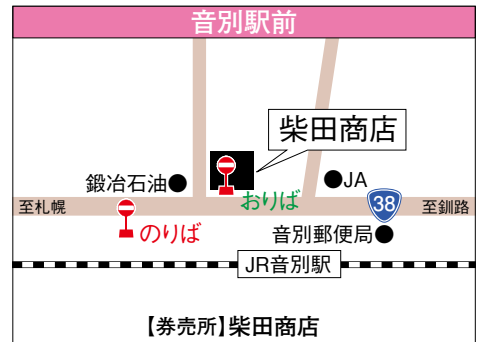 音別駅前
柴田商店
鍛冶石油
JA
至札幌
おりば
38
至釧路
のりば
音別郵便局
JR音別駅
【券売所】柴田商店